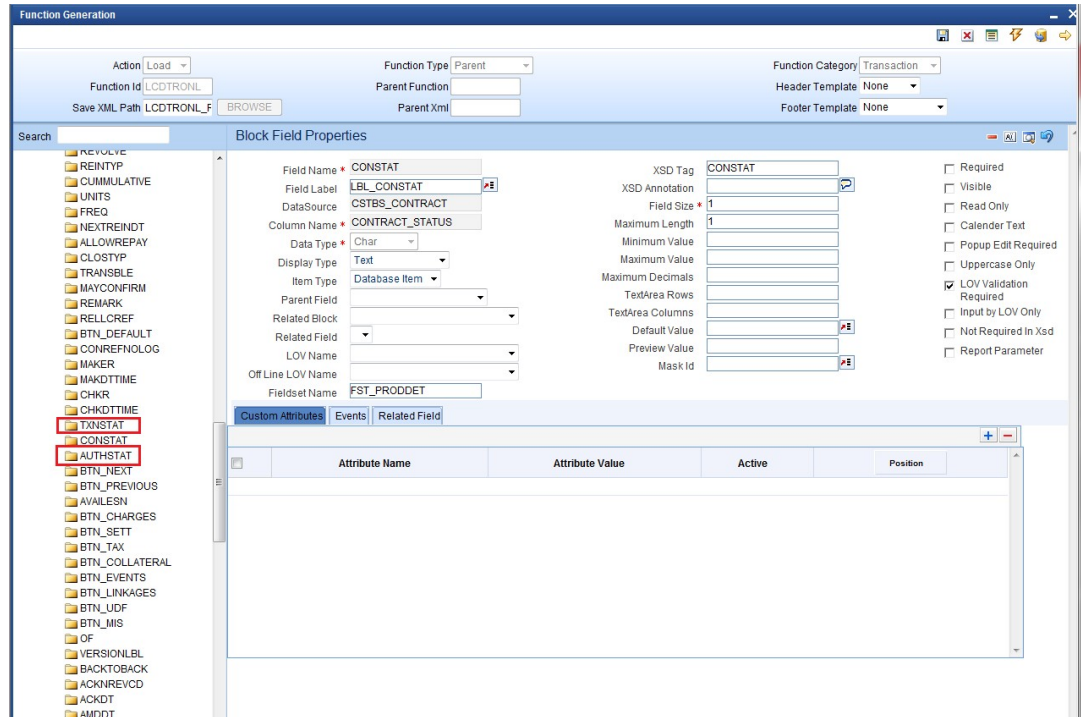 Function Generation
Action Load Function Type Parent Function Category Transaction
Function Id LCDTRONL Parent Function Header Template None
Save XML Path LCDTRONL_F BROWSE Parent Xml Footer Template None
Search Block Field Properties
REVOLVE
REINTYP
CUMMULATIVE
UNITS
FREQ
NEXTREINDT
ALLOWREPAY
CLOSTYP
TRANSBLE
MAYCONFIRM
REMARK
RELLCREF
BTN_DEFAULT
CONREFNOLOG
MAKER
MAKDTTIME
CHKR
CHKDTTIME
TXNSTAT
CONSTAT
AUTHSTAT
BTN_NEXT
BTN_PREVIOUS
AVAILESN
BTN_CHARGES
BTN_SETT
BTN_TAX
BTN_COLLATERAL
BTN_EVENTS
BTN_LINKAGES
BTN_UDF
BTN_MIS
OF
VERSIONLBL
BACKTOBACK
ACKNREVCD
ACKDT
AMDDT
Field Name * CONSTAT
Field Label LBL_CONSTAT
DataSource CSTBS_CONTRACT
Column Name * CONTRACT_STATUS
Data Type * Char
Display Type Text
Item Type Database Item
Parent Field
Related Block
Related Field
LOV Name
Off Line LOV Name
Fieldset Name FST_PRODDET
XSD Tag CONSTAT
XSD Annotation
Field Size * 1
Maximum Length 1
Minimum Value
Maximum Value
Maximum Decimals
TextArea Rows
TextArea Columns
Default Value
Preview Value
Mask Id
Required
Visible
Read Only
Calender Text
Popup Edit Required
Uppercase Only
LOV Validation
Required
Input by LOV Only
Not Required In Xsd
Report Parameter
Custom Attributes Events Related Field
Attribute Name Attribute Value Active Position